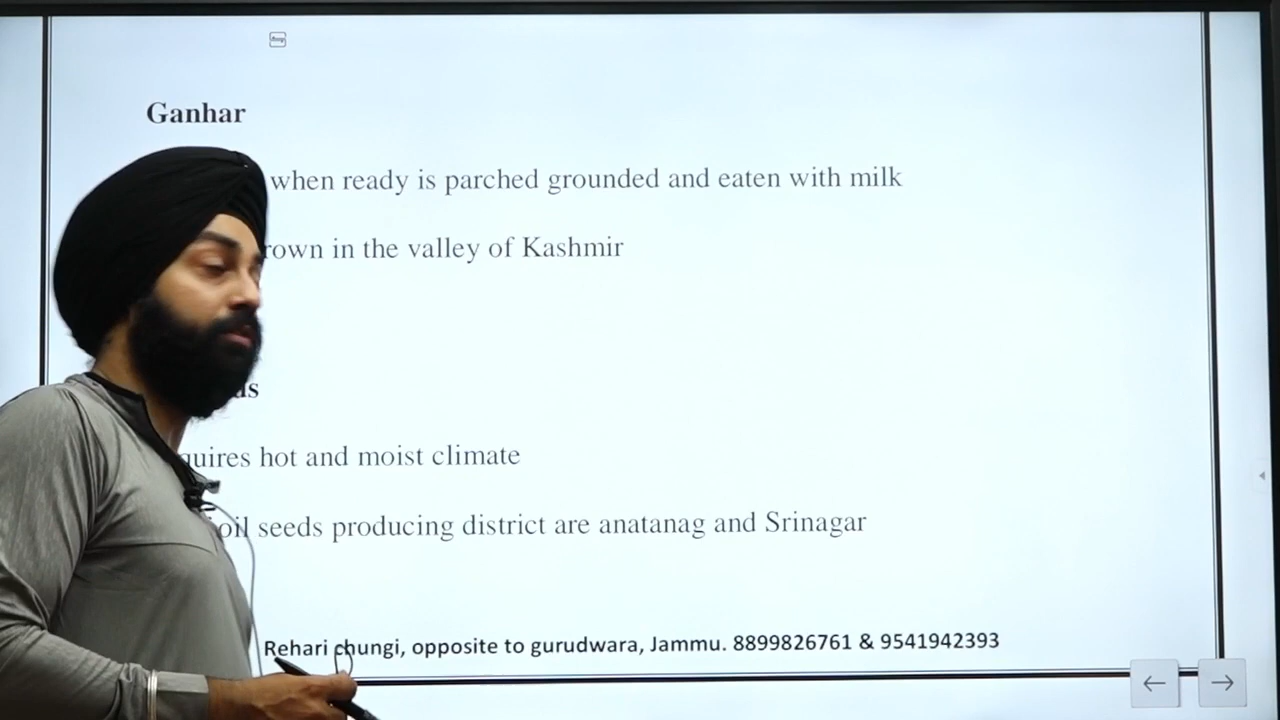 Ganhar
when ready is parched grounded and eaten with milk
rown in the valley of Kashmir
quires hot and moist climate
oil seeds producing district are anatanag and Srinagar
Rehari chungi, opposite to gurudwara, Jammu. 8899826761 & 9541942393